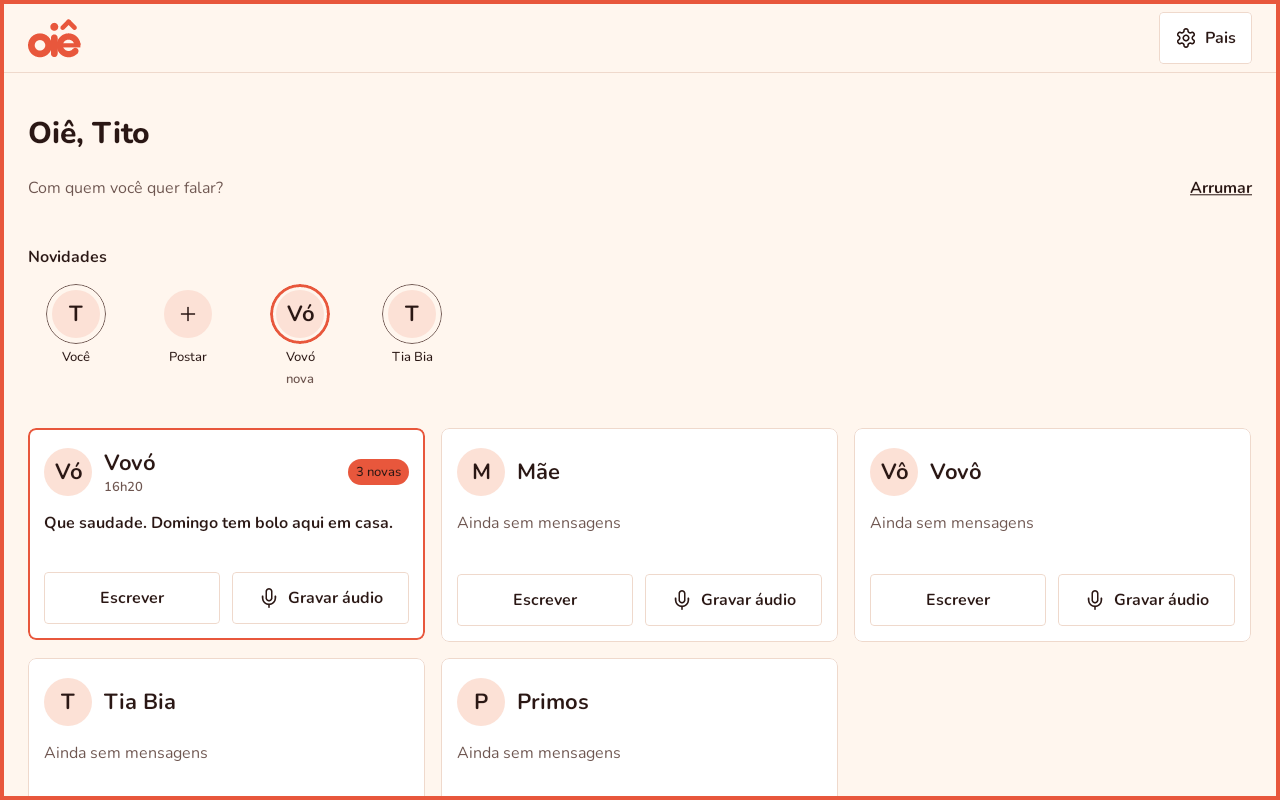 oiê
Pais
Oiê, Tito
Com quem você quer falar?
Arrumar
Novidades
T
Você
Postar
Vó
Vovó
nova
T
Tia Bia
Vó
Vovó
16h20
3 novas
Que saudade. Domingo tem bolo aqui em casa.
Escrever
Gravar áudio
M
Mãe
Ainda sem mensagens
Escrever
Gravar áudio
Vô
Vovô
Ainda sem mensagens
Escrever
Gravar áudio
T
Tia Bia
Ainda sem mensagens
P
Primos
Ainda sem mensagens